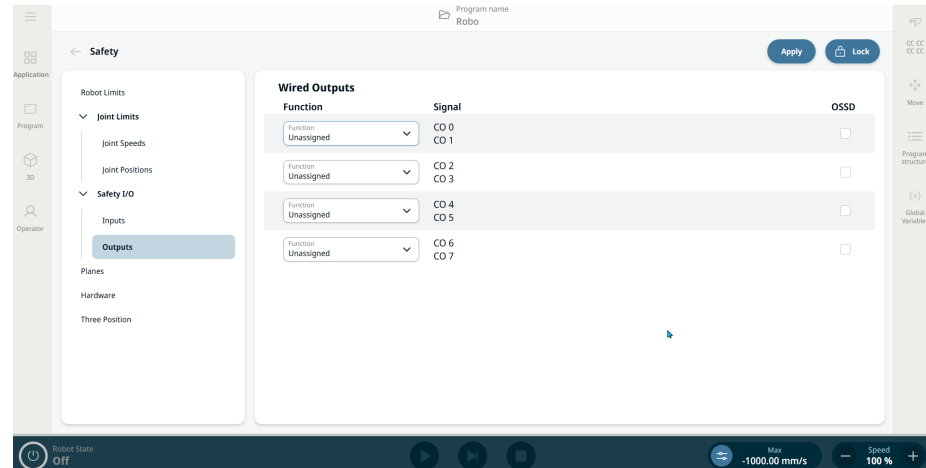 Program name
Robo
Safety
Apply
Lock
Application
Program
3D
Operator
Robot Limits
Joint Limits
Joint Speeds
Joint Positions
Safety I/O
Inputs
Outputs
Planes
Hardware
Three Position
Wired Outputs
Function
Signal
OSSD
Function
Unassigned
CO 0
CO 1
Function
Unassigned
CO 2
CO 3
Function
Unassigned
CO 4
CO 5
Function
Unassigned
CO 6
CO 7
CC CC
CC CC
Move
Program
structure
{x}
Global
Variable
Robot State
Off
Max
-1000.00 mm/s
Speed
100 %